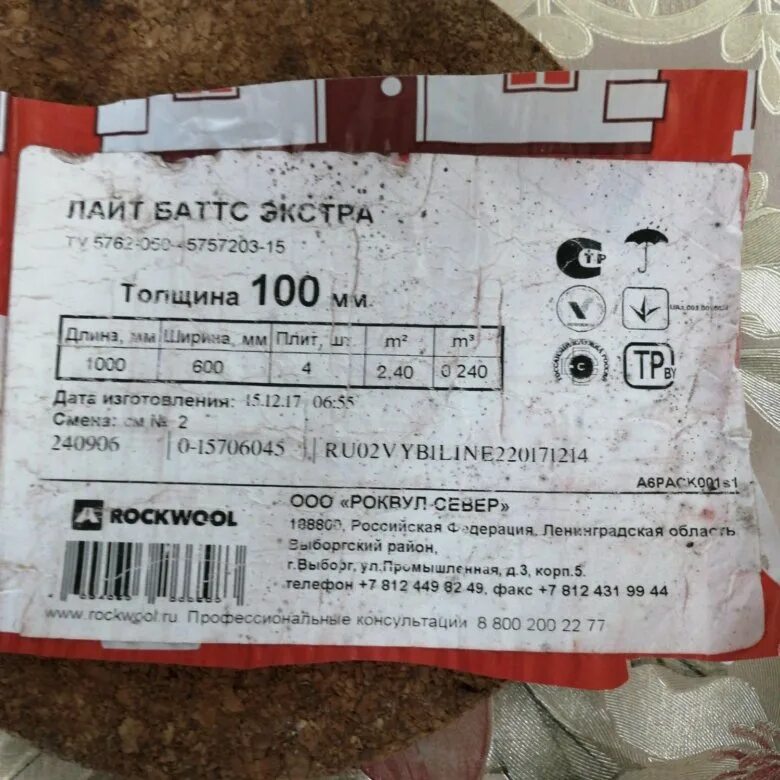 ЛАЙТ БАТТС ЭКСТРА
ТУ 5762-050-45757203-15
Толщина 100 мм.
Длина, мм Ширина, мм Плит, шт m² m³
1000 600 4 2,40 0 240
Дата изготовления: 15.12.17 06:55
Смена: см № 2
240906 0-15706045 RU02VYBILINE220171214
A6PACK001s1
ROCKWOOL
ООО «РОКВУЛ-СЕВЕР»
188800, Российская Федерация, Ленинградская область
Выборгский район,
г.Выборг, ул.Промышленная, д.3, корп.5.
телефон +7 812 449 82 49, факс +7 812 431 99 44
www.rockwool.ru Профессиональные консультации 8 800 200 22 77
ТР BY